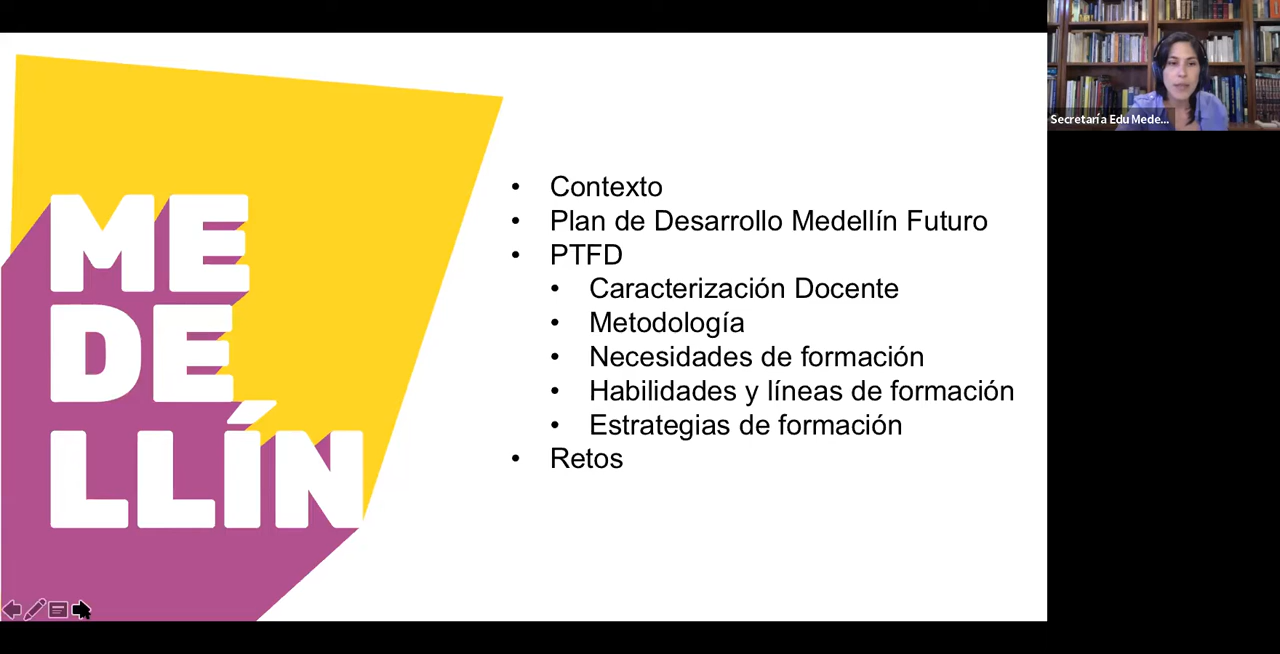 ME
DE
LLÍN
• Contexto
• Plan de Desarrollo Medellín Futuro
• PTFD
• Caracterización Docente
• Metodología
• Necesidades de formación
• Habilidades y líneas de formación
• Estrategias de formación
• Retos
Secretaría Edu Mede...